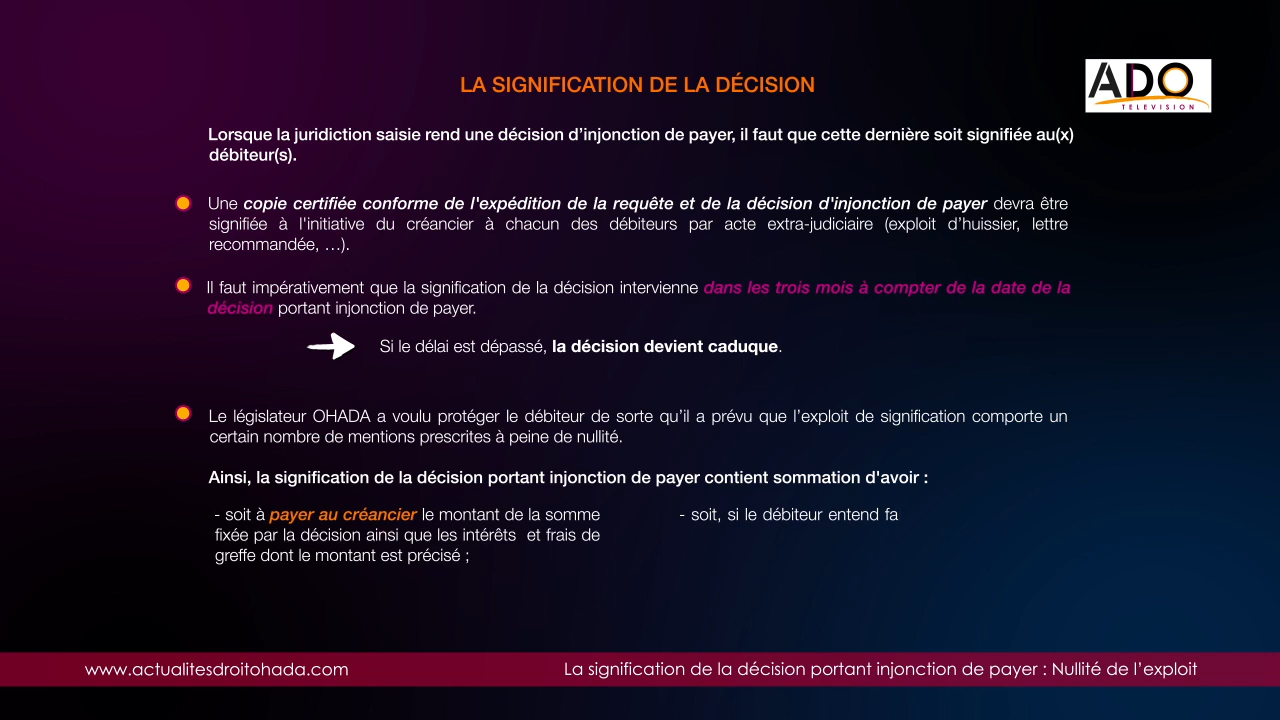 LA SIGNIFICATION DE LA DÉCISION
ADO
TELEVISION
Lorsque la juridiction saisie rend une décision d’injonction de payer, il faut que cette dernière soit signifiée au(x)
débiteur(s).
Une copie certifiée conforme de l'expédition de la requête et de la décision d'injonction de payer devra être
signifiée à l'initiative du créancier à chacun des débiteurs par acte extra-judiciaire (exploit d’huissier, lettre
recommandée, …).
Il faut impérativement que la signification de la décision intervienne dans les trois mois à compter de la date de la
décision portant injonction de payer.
Si le délai est dépassé, la décision devient caduque.
Le législateur OHADA a voulu protéger le débiteur de sorte qu’il a prévu que l’exploit de signification comporte un
certain nombre de mentions prescrites à peine de nullité.
Ainsi, la signification de la décision portant injonction de payer contient sommation d'avoir :
- soit à payer au créancier le montant de la somme
fixée par la décision ainsi que les intérêts et frais de
greffe dont le montant est précisé ;
- soit, si le débiteur entend fa
www.actualitesdroitohada.com
La signification de la décision portant injonction de payer : Nullité de l’exploit